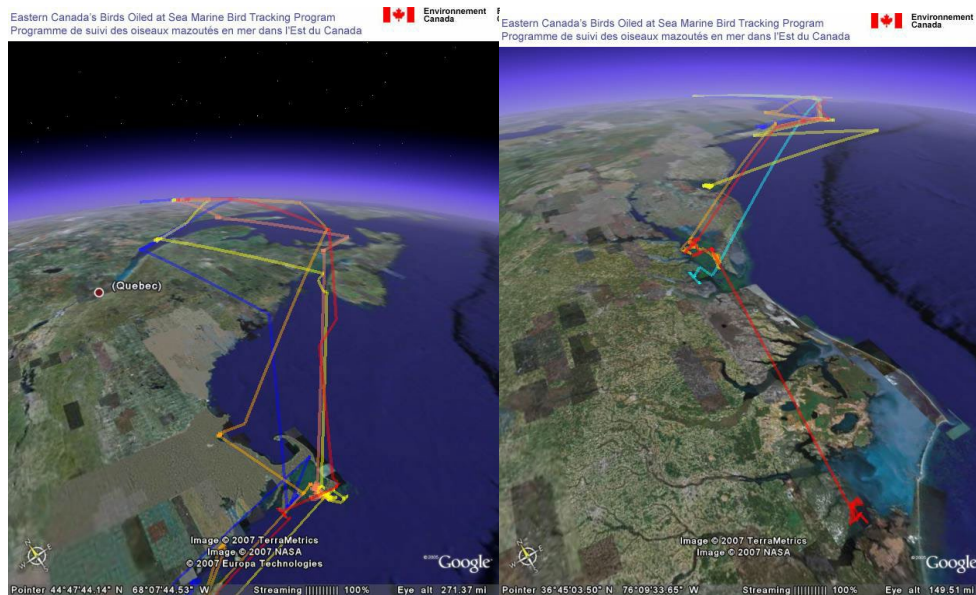 Eastern Canada's Birds Oiled at Sea Marine Bird Tracking Program
Programme de suivi des oiseaux mazoutés en mer dans l'Est du Canada
Environnement
Canada
(Quebec)
Image © 2007 TerraMetrics
Image © 2007 NASA
© 2007 Europa Technologies
Google
Pointer 44°47'44.14" N 68°07'44.53" W Streaming |||||||||| 100% Eye alt 271.37 mi
Eastern Canada's Birds Oiled at Sea Marine Bird Tracking Program
Programme de suivi des oiseaux mazoutés en mer dans l'Est du Canada
Environnement
Canada
Image © 2007 TerraMetrics
Image © 2007 NASA
Google
Pointer 36°45'03.50" N 76°09'33.65" W Streaming |||||||||| 100% Eye alt 149.51 mi